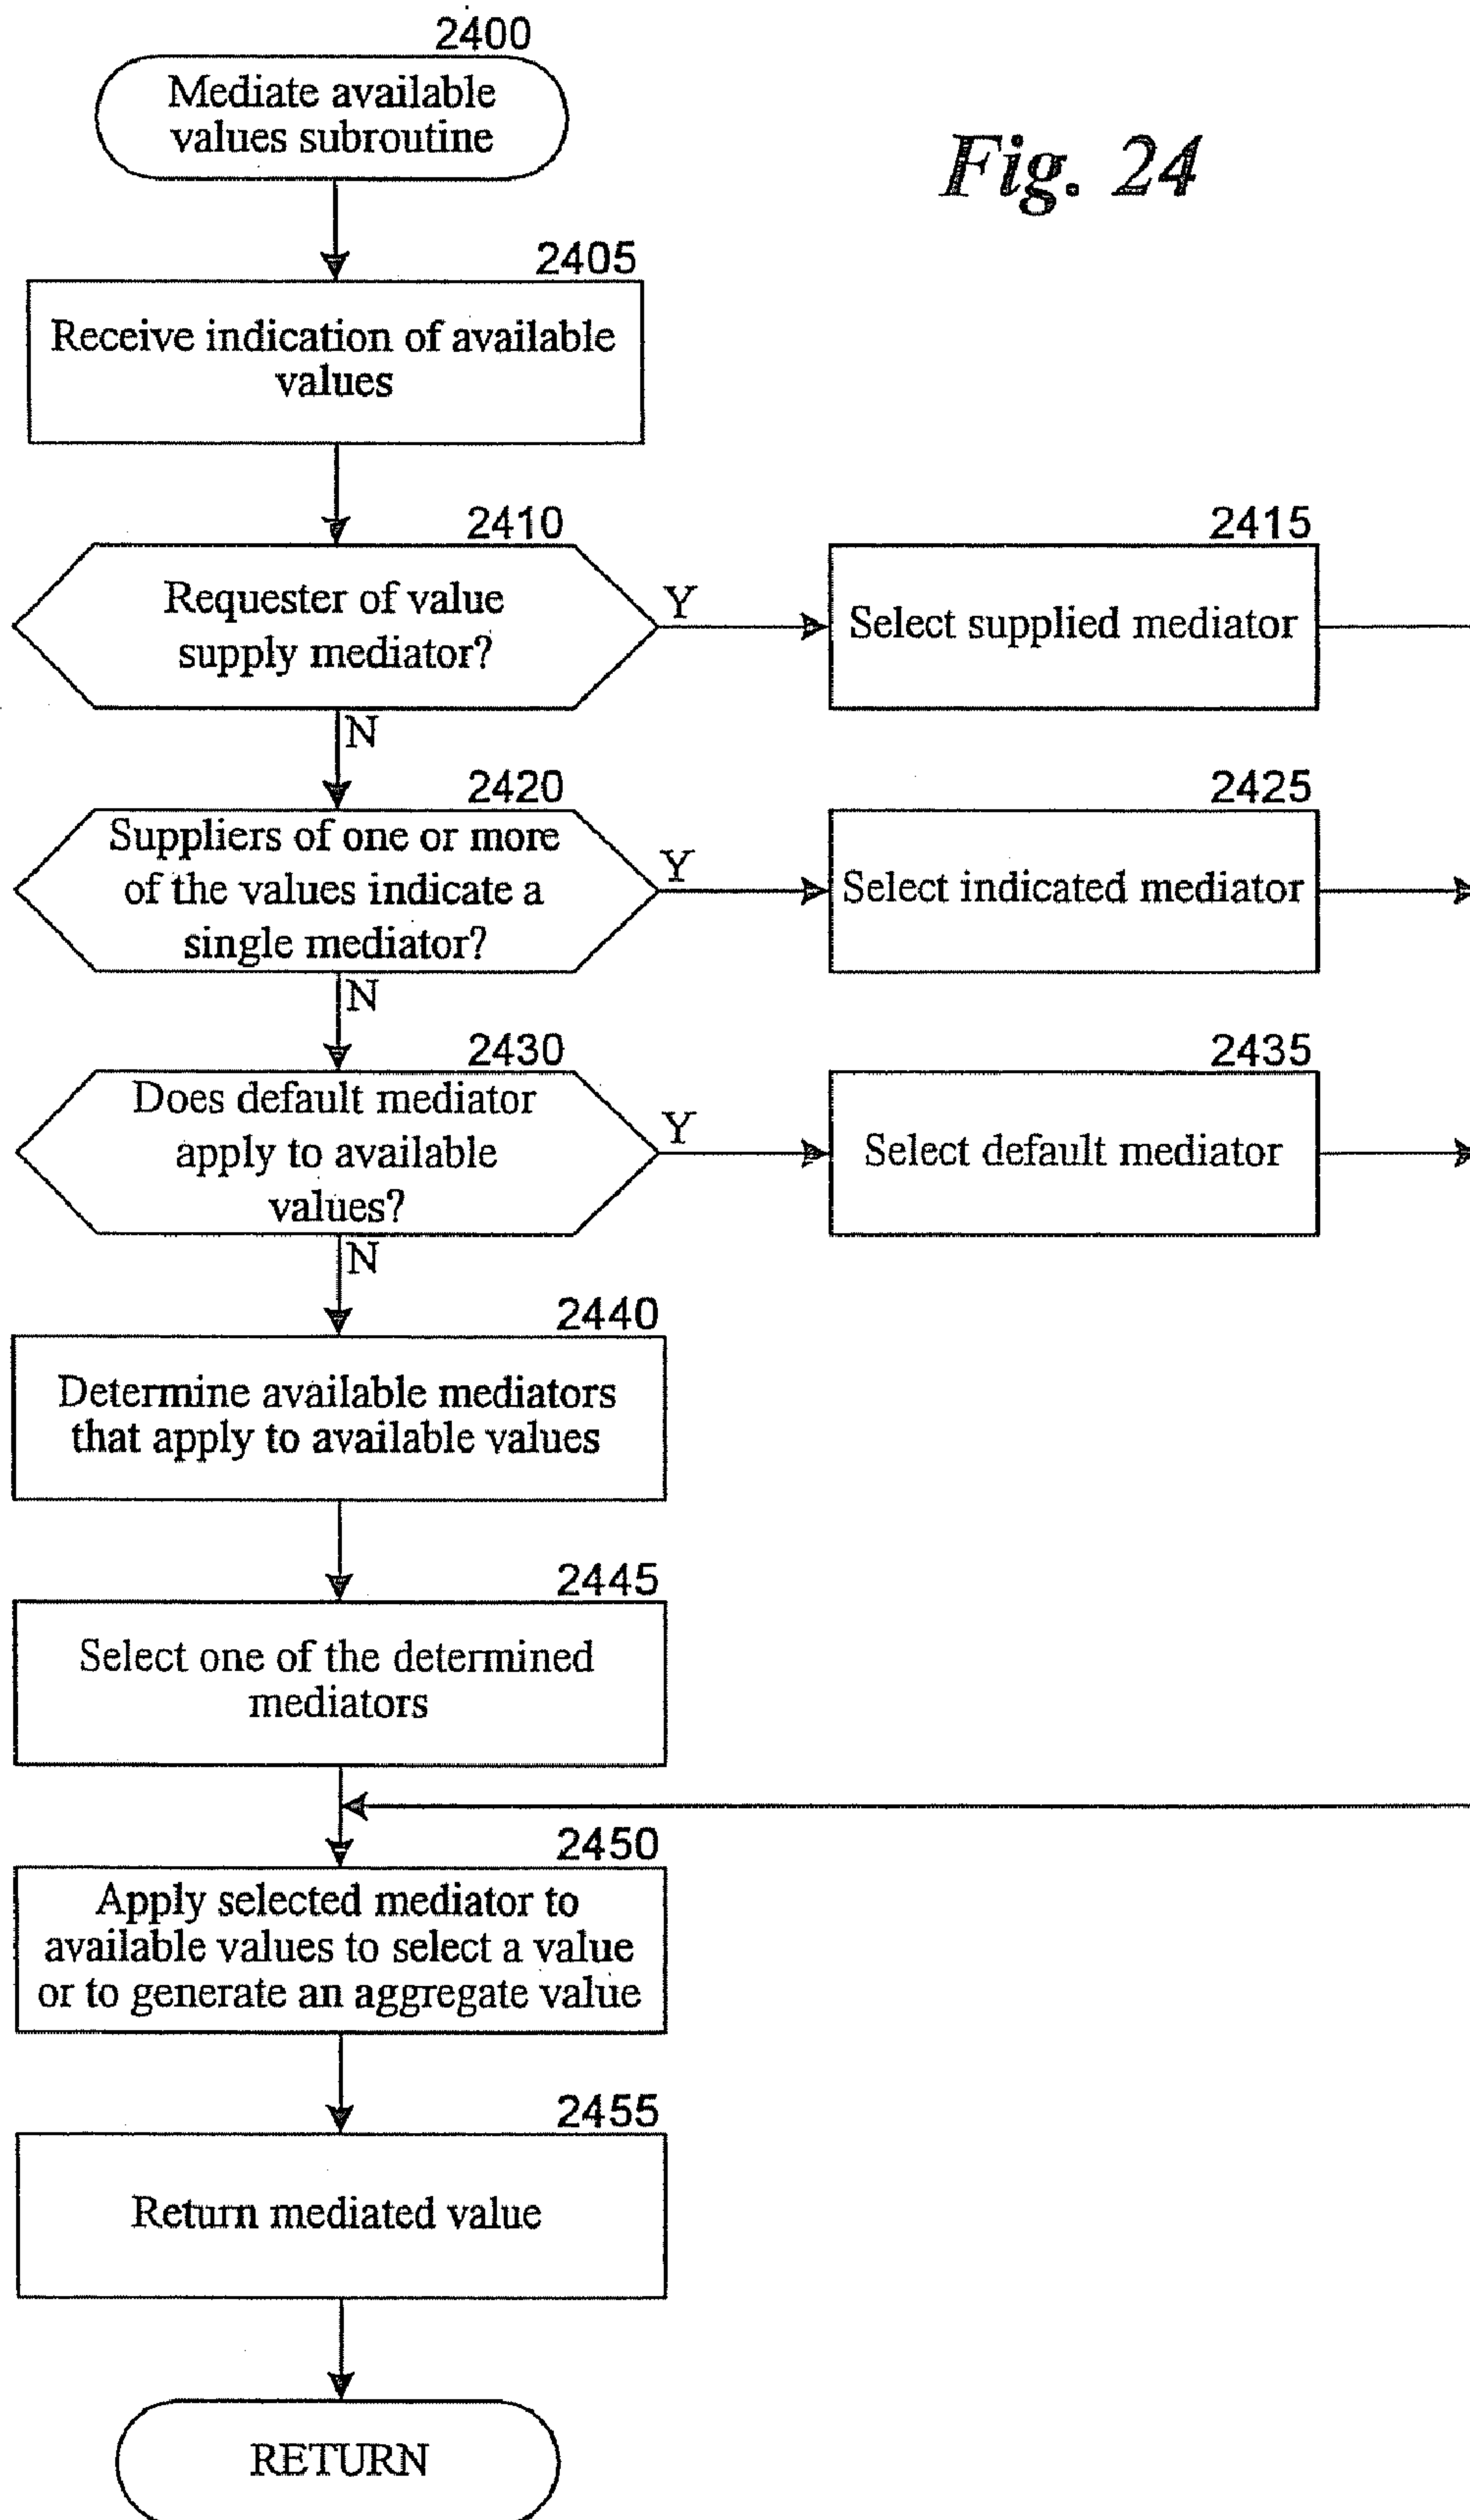 2400
Mediate available
values subroutine
Fig. 24
2405
Receive indication of available
values
2410
Requester of value
supply mediator?
Y
2415
Select supplied mediator
N
2420
Suppliers of one or more
of the values indicate a
single mediator?
Y
2425
Select indicated mediator
N
2430
Does default mediator
apply to available
values?
Y
2435
Select default mediator
N
2440
Determine available mediators
that apply to available values
2445
Select one of the determined
mediators
2450
Apply selected mediator to
available values to select a value
or to generate an aggregate value
2455
Return mediated value
RETURN